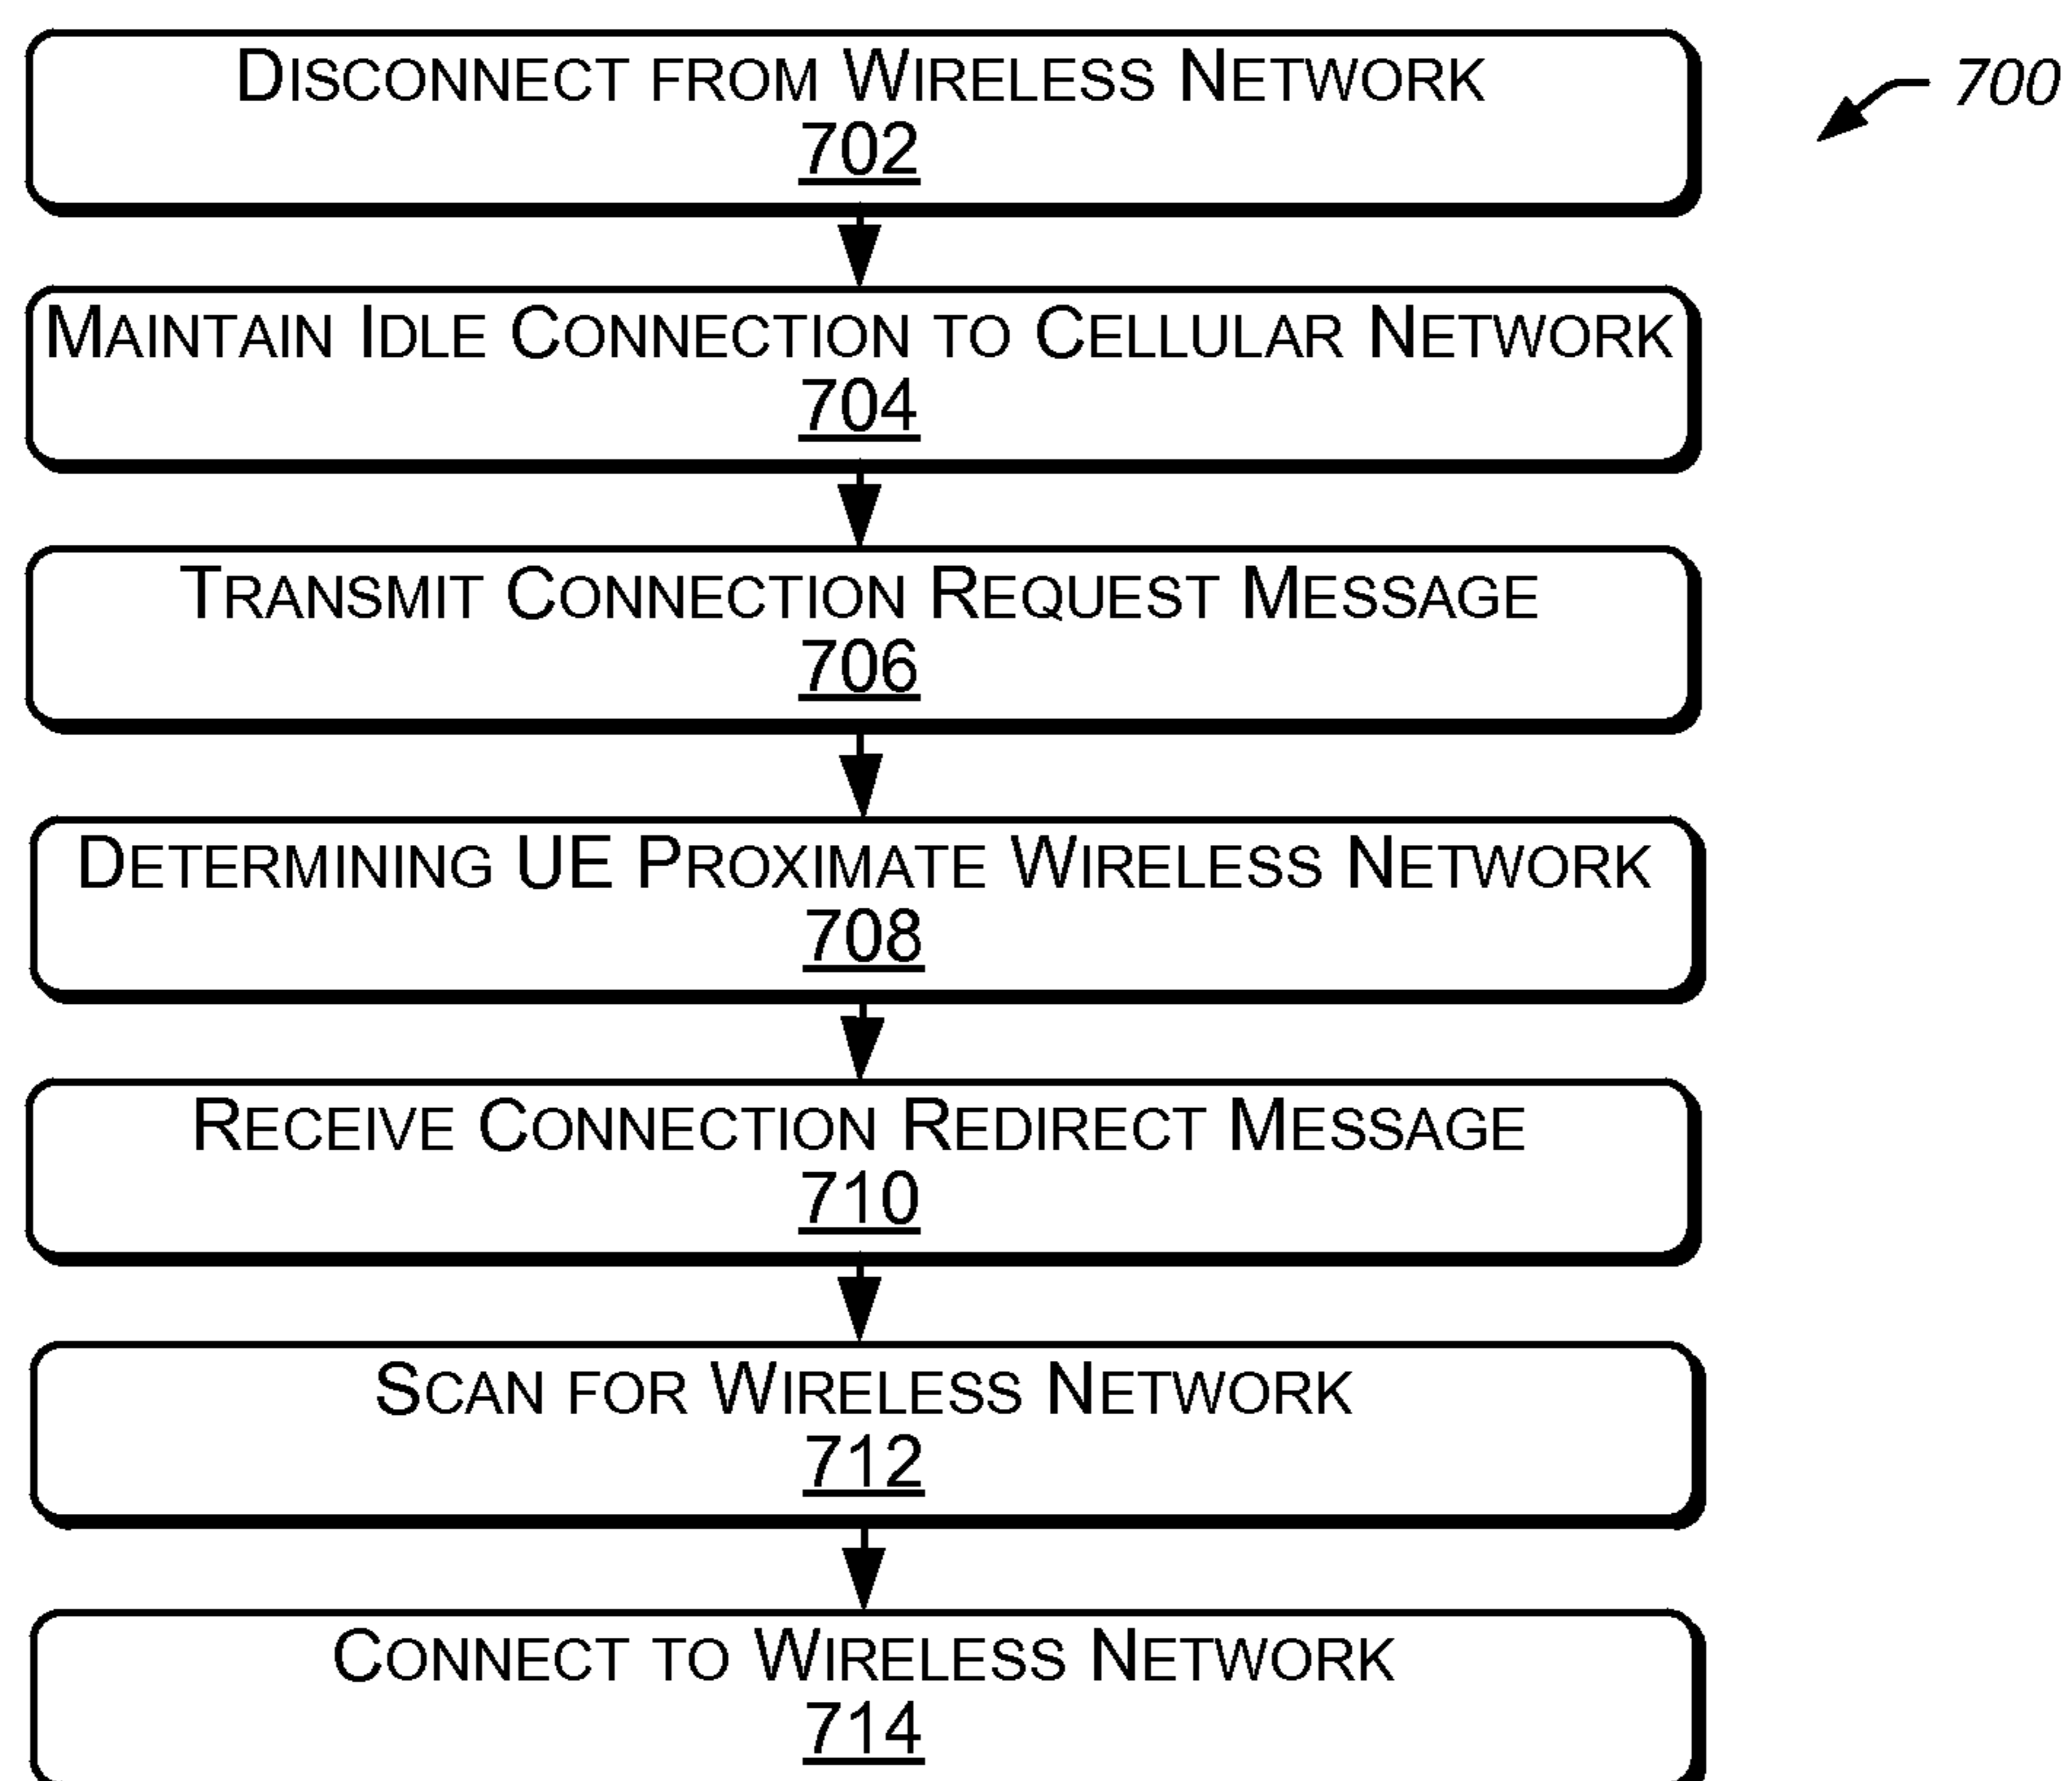 DISCONNECT FROM WIRELESS NETWORK
702
700
MAINTAIN IDLE CONNECTION TO CELLULAR NETWORK
704
TRANSMIT CONNECTION REQUEST MESSAGE
706
DETERMINING UE PROXIMATE WIRELESS NETWORK
708
RECEIVE CONNECTION REDIRECT MESSAGE
710
SCAN FOR WIRELESS NETWORK
712
CONNECT TO WIRELESS NETWORK
714